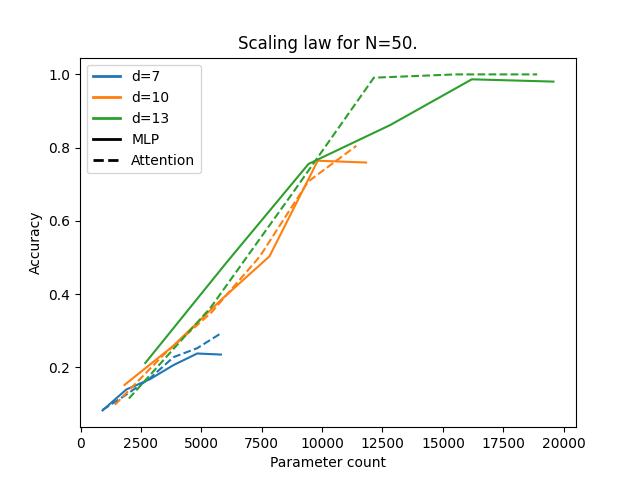 Scaling law for N=50.
1.0
0.8
0.6
0.4
0.2
Accuracy
d=7
d=10
d=13
MLP
Attention
0 2500 5000 7500 10000 12500 15000 17500 20000
Parameter count